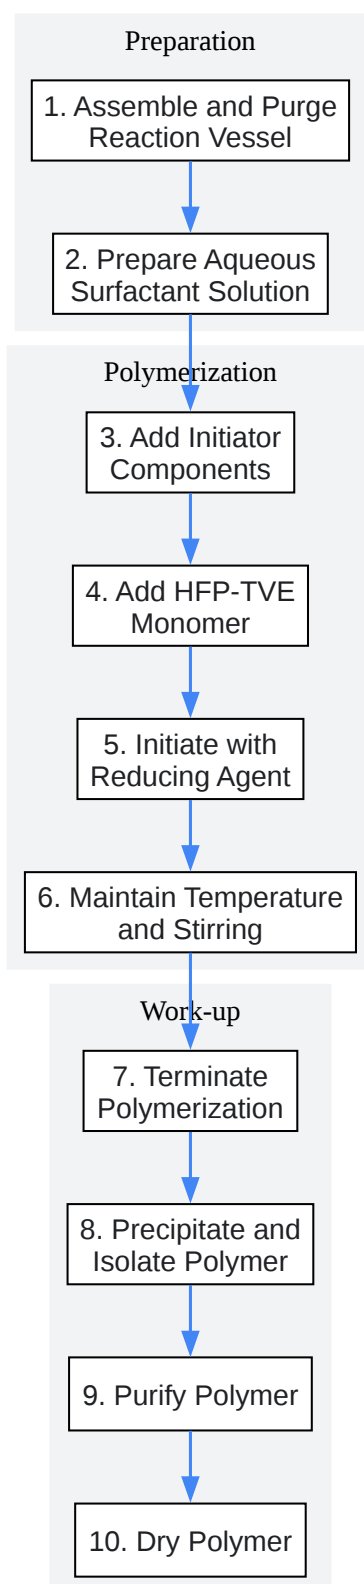 Preparation
1. Assemble and Purge
Reaction Vessel
2. Prepare Aqueous
Surfactant Solution
Polymerization
3. Add Initiator
Components
4. Add HFP-TVE
Monomer
5. Initiate with
Reducing Agent
6. Maintain Temperature
and Stirring
Work-up
7. Terminate
Polymerization
8. Precipitate and
Isolate Polymer
9. Purify Polymer
10. Dry Polymer